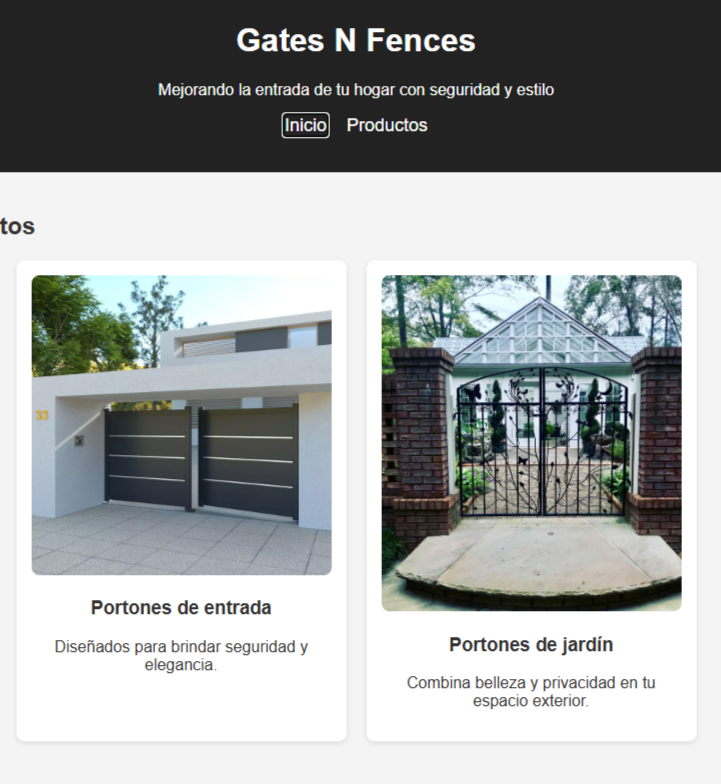 Gates N Fences
Mejorando la entrada de tu hogar con seguridad y estilo
Inicio Productos
tos
33
Portones de entrada
Diseñados para brindar seguridad y
elegancia.
Portones de jardín
Combina belleza y privacidad en tu
espacio exterior.